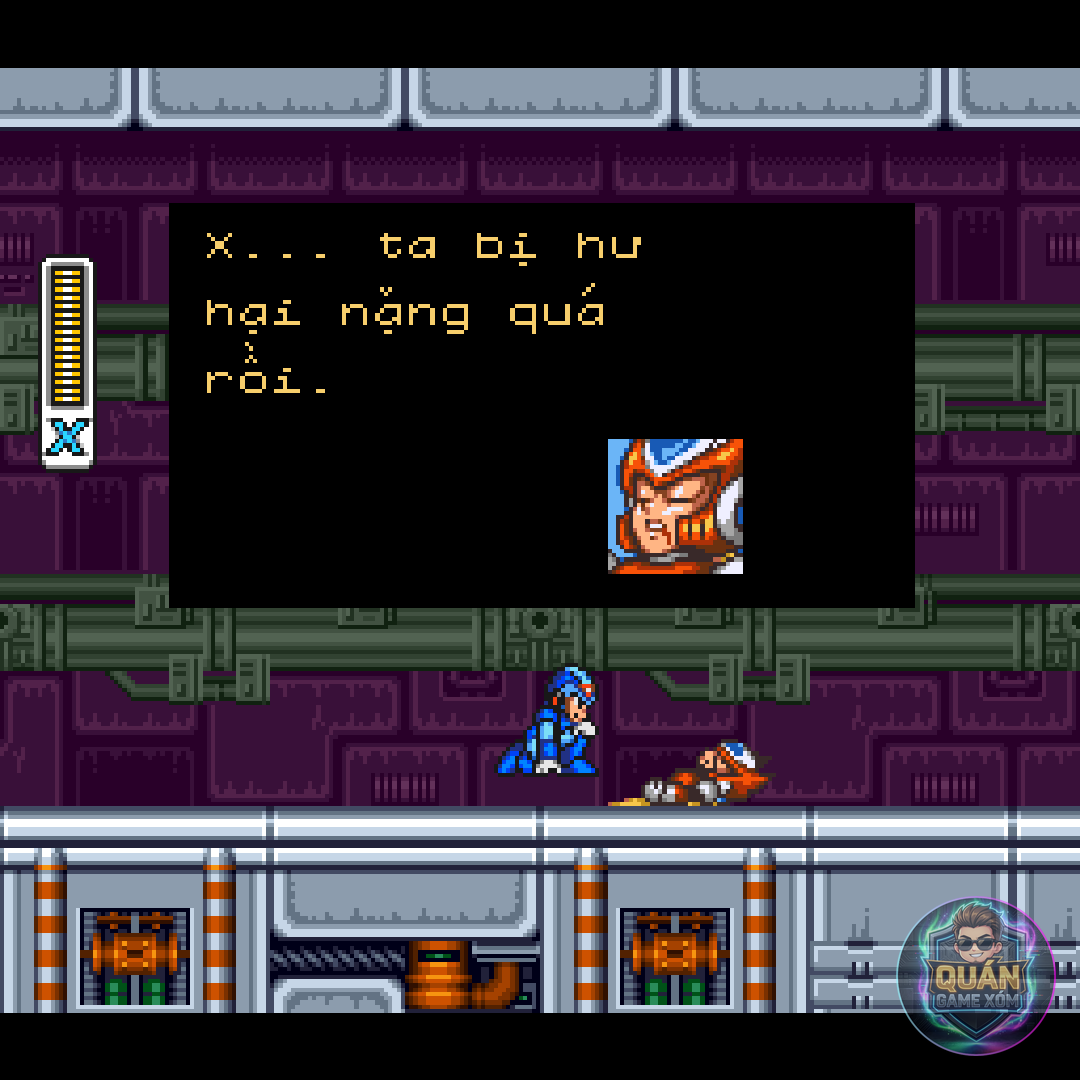 X... ta bị hư
hại nặng quá
rồi.
X
QUÁN
GAME XÓM